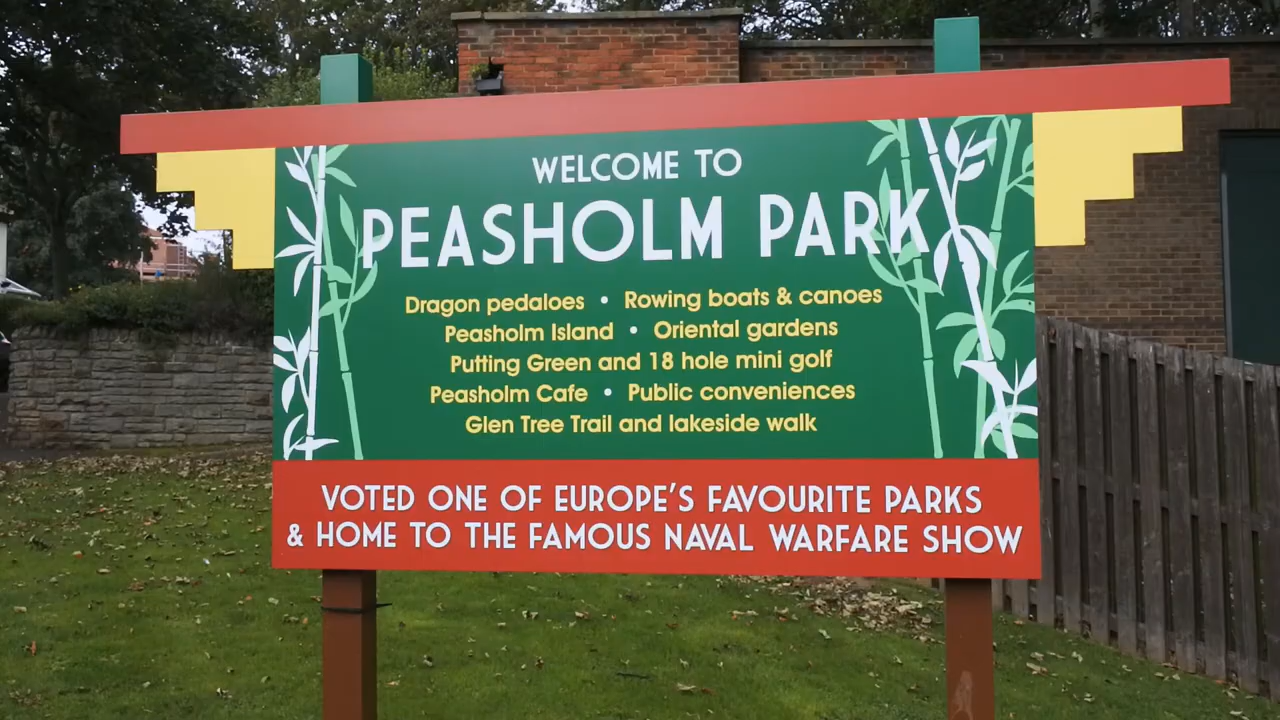 WELCOME TO
PEASHOLM PARK
Dragon pedaloes • Rowing boats & canoes
Peasholm Island • Oriental gardens
Putting Green and 18 hole mini golf
Peasholm Cafe • Public conveniences
Glen Tree Trail and lakeside walk
VOTED ONE OF EUROPE'S FAVOURITE PARKS
& HOME TO THE FAMOUS NAVAL WARFARE SHOW